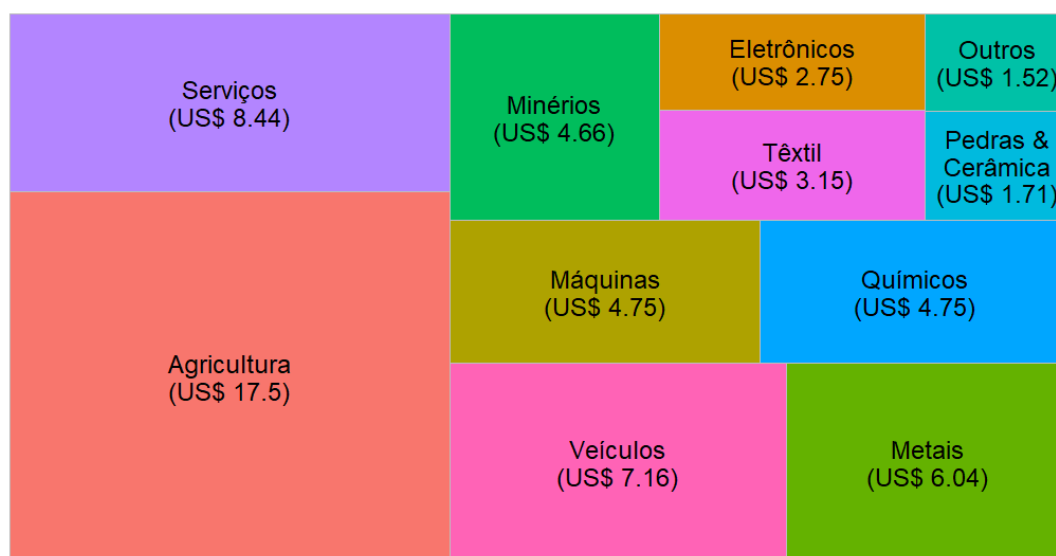 Serviços
(US$ 8.44)
Minérios
(US$ 4.66)
Eletrônicos
(US$ 2.75)
Outros
(US$ 1.52)
Têxtil
(US$ 3.15)
Pedras &
Cerâmica
(US$ 1.71)
Agricultura
(US$ 17.5)
Máquinas
(US$ 4.75)
Químicos
(US$ 4.75)
Veículos
(US$ 7.16)
Metais
(US$ 6.04)